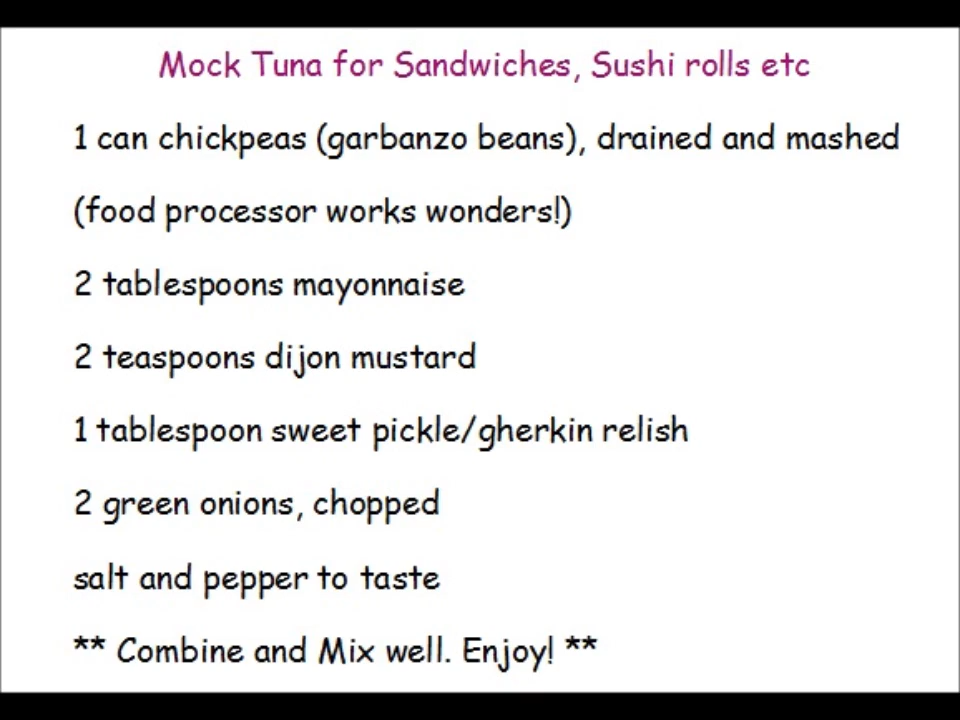 Mock Tuna for Sandwiches, Sushi rolls etc
1 can chickpeas (garbanzo beans), drained and mashed
(food processor works wonders!)
2 tablespoons mayonnaise
2 teaspoons dijon mustard
1 tablespoon sweet pickle/gherkin relish
2 green onions, chopped
salt and pepper to taste
** Combine and Mix well. Enjoy! **